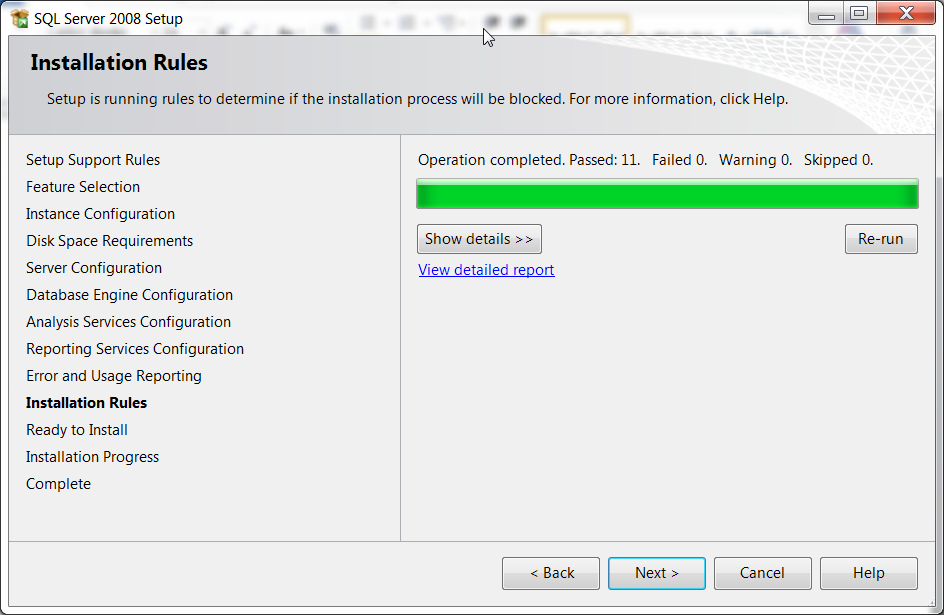 SQL Server 2008 Setup
Installation Rules
Setup is running rules to determine if the installation process will be blocked. For more information, click Help.
Setup Support Rules
Feature Selection
Instance Configuration
Disk Space Requirements
Server Configuration
Database Engine Configuration
Analysis Services Configuration
Reporting Services Configuration
Error and Usage Reporting
Installation Rules
Ready to Install
Installation Progress
Complete
Operation completed. Passed: 11.   Failed 0.   Warning 0.   Skipped 0.
Show details >>
Re-run
View detailed report
< Back
Next >
Cancel
Help